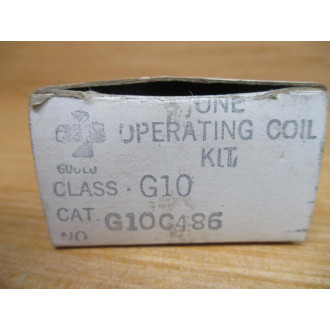 ONE
OPERATING COIL
KIT
GOULD
CLASS · G10
CAT. G10C486
NO.